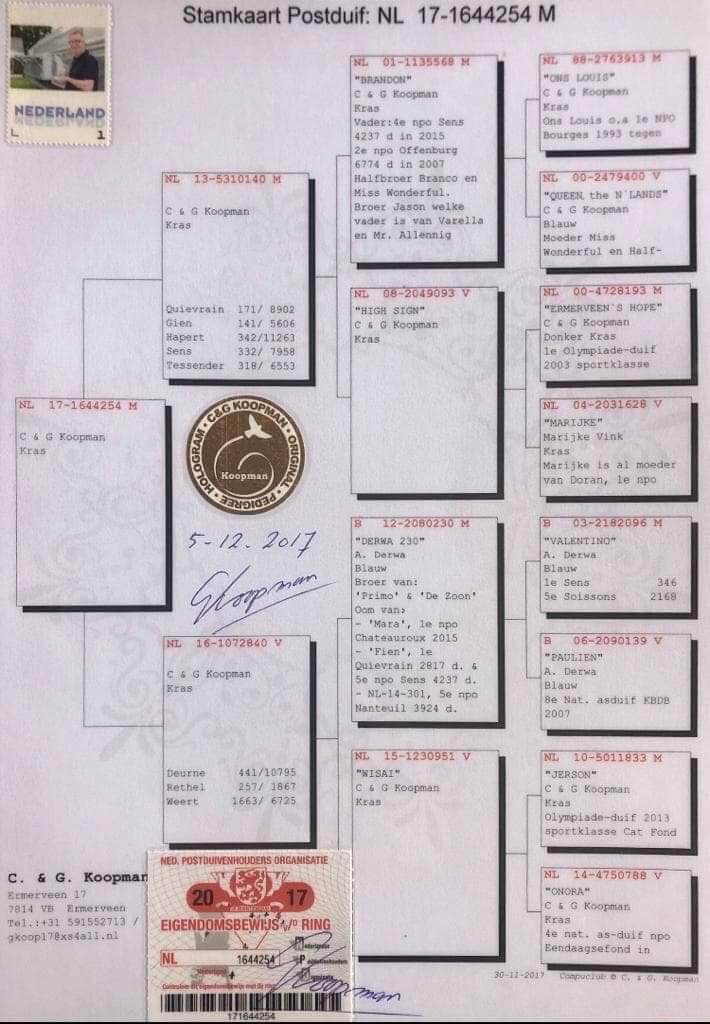 Stamkaart Postduif: NL 17-1644254 M
NEDERLAND
1
NL 17-1644254 M
C & G Koopman
Kras
NL 13-5310140 M
C & G Koopman
Kras
Quievrain 171/ 8902
Gien 141/ 5606
Hapert 342/11263
Sens 332/ 7958
Tessender 318/ 6553
NL 16-1072840 V
C & G Koopman
Kras
Deurne 441/10795
Rethel 257/ 1867
Weert 1663/ 6725
NL 01-1135568 M
"BRANDON"
C & G Koopman
Kras
Vader:4e npo Sens
4237 d in 2015
2e npo Offenburg
6774 d in 2007
Halfbroer Branco en
Miss Wonderful.
Broer Jason welke
vader is van Varella
en Mr. Allennig
NL 08-2049093 V
"HIGH SIGN"
C & G Koopman
Kras
B 12-2080230 M
"DERWA 230"
A. Derwa
Blauw
Broer van:
'Primo' & 'De Zoon'
Oom van:
- 'Mara', 1e npo
Chateauroux 2015
- 'Fien', 1e
Quievrain 2817 d. &
5e npo Sens 4237 d.
- NL-14-301, 5e npo
Nanteuil 3924 d.
NL 15-1230951 V
"WISAI"
C & G Koopman
Kras
NL 88-2763913 M
"ONS LOUIS"
C & G Koopman
Kras
Ons Louis o.a 1e NPO
Bourges 1993 tegen
NL 00-2479400 V
"QUEEN the N`LANDS"
C & G Koopman
Blauw
Moeder Miss
Wonderful en Half-
NL 00-4728193 M
"ERMERVEEN`S HOPE"
C & G Koopman
Donker Kras
1e Olympiade-duif
2003 sportklasse
NL 04-2031628 V
"MARIJKE"
Marijke Vink
Kras
Marijke is al moeder
van Doran, 1e npo
B 03-2182096 M
"VALENTINO"
A. Derwa
Blauw
1e Sens 346
5e Soissons 2168
B 06-2090139 V
"PAULIEN"
A. Derwa
Blauw
8e Nat. asduif KBDB
2007
NL 10-5011833 M
"JERSON"
C & G Koopman
Kras
Olympiade-duif 2013
sportklasse Cat Fond
NL 14-4750788 V
"ONORA"
C & G Koopman
Kras
4e nat. as-duif npo
Eendaagsefond in
C&G KOOPMAN · ORIGINAL · PEDIGREE · HOLOGRAM
Koopman
5-12.2017
GKoopman
C. & G. Koopman
Ermerveen 17
7814 VB Ermerveen
Tel.:+31 591552713 /
gkoop17@xs4all.nl
NED. POSTDUIVENHOUDERS ORGANISATIE
20 17
EIGENDOMSBEWIJS v/o RING
NL 1644254
Nederland
Controleer dit eigendomsbewijs met de ring
171644254
30-11-2017 Compuclub © C. & G. Koopman